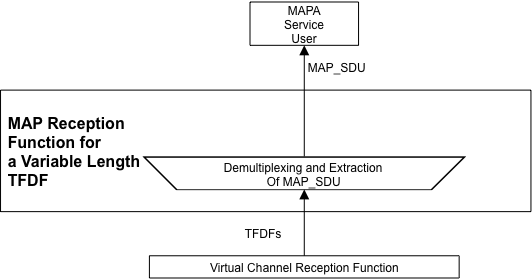 MAPA
Service
User
MAP_SDU
MAP Reception
Function for
a Variable Length
TFDF
Demultiplexing and Extraction
Of MAP_SDU
TFDFs
Virtual Channel Reception Function